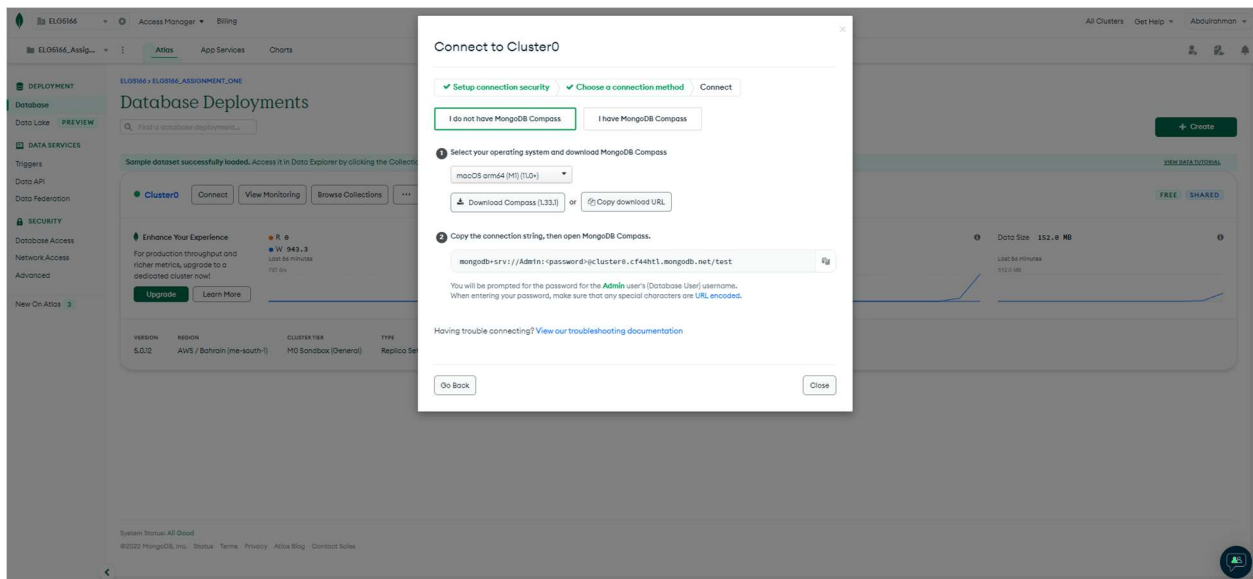 ELG5166
Access Manager
Billing
All Clusters
Get Help
Abdulrahman
ELG5166_Assig...
Atlas
App Services
Charts
DEPLOYMENT
Database
Data Lake PREVIEW
DATA SERVICES
Triggers
Data API
Data Federation
SECURITY
Database Access
Network Access
Advanced
New On Atlas 3
ELG5166 > ELG5166_ASSIGNMENT_ONE
Database Deployments
Find a database deployment...
+ Create
Sample dataset successfully loaded. Access it in Data Explorer by clicking the Collectio
VIEW DATA TUTORIAL
Cluster0
Connect
View Monitoring
Browse Collections
...
FREE SHARED
Enhance Your Experience
For production throughput and
richer metrics, upgrade to a
dedicated cluster now!
Upgrade
Learn More
R 0
W 943.3
Last 56 minutes
Data Size 152.0 MB
Last 56 minutes
512.0 MB
VERSION REGION CLUSTER TIER TYPE
5.0.12 AWS / Bahrain (me-south-1) M0 Sandbox (General) Replica Set
Connect to Cluster0
Setup connection security
Choose a connection method
Connect
I do not have MongoDB Compass
I have MongoDB Compass
1 Select your operating system and download MongoDB Compass
macOS arm64 (M1) (11.0+)
Download Compass (1.33.1) or Copy download URL
2 Copy the connection string, then open MongoDB Compass.
mongodb+srv://Admin:<password>@cluster0.cf44htl.mongodb.net/test
You will be prompted for the password for the Admin user's (Database User) username.
When entering your password, make sure that any special characters are URL encoded.
Having trouble connecting? View our troubleshooting documentation
Go Back
Close
System Status: All Good
©2022 MongoDB, Inc. Status Terms Privacy Atlas Blog Contact Sales